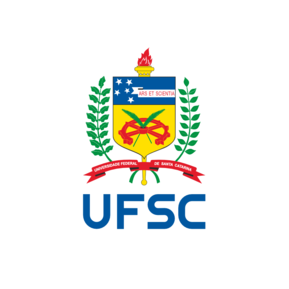 ARS ET SCIENTIA
UNIVERSIDADE FEDERAL DE SANTA CATARINA
UFSC